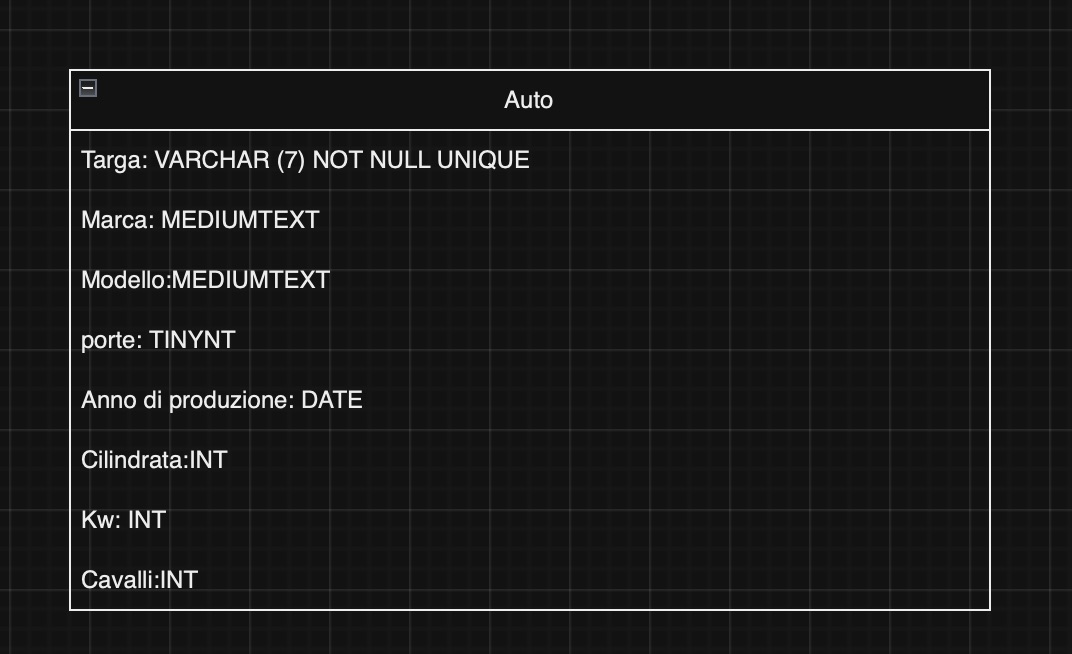 Auto
Targa: VARCHAR (7) NOT NULL UNIQUE
Marca: MEDIUMTEXT
Modello:MEDIUMTEXT
porte: TINYNT
Anno di produzione: DATE
Cilindrata:INT
Kw: INT
Cavalli:INT